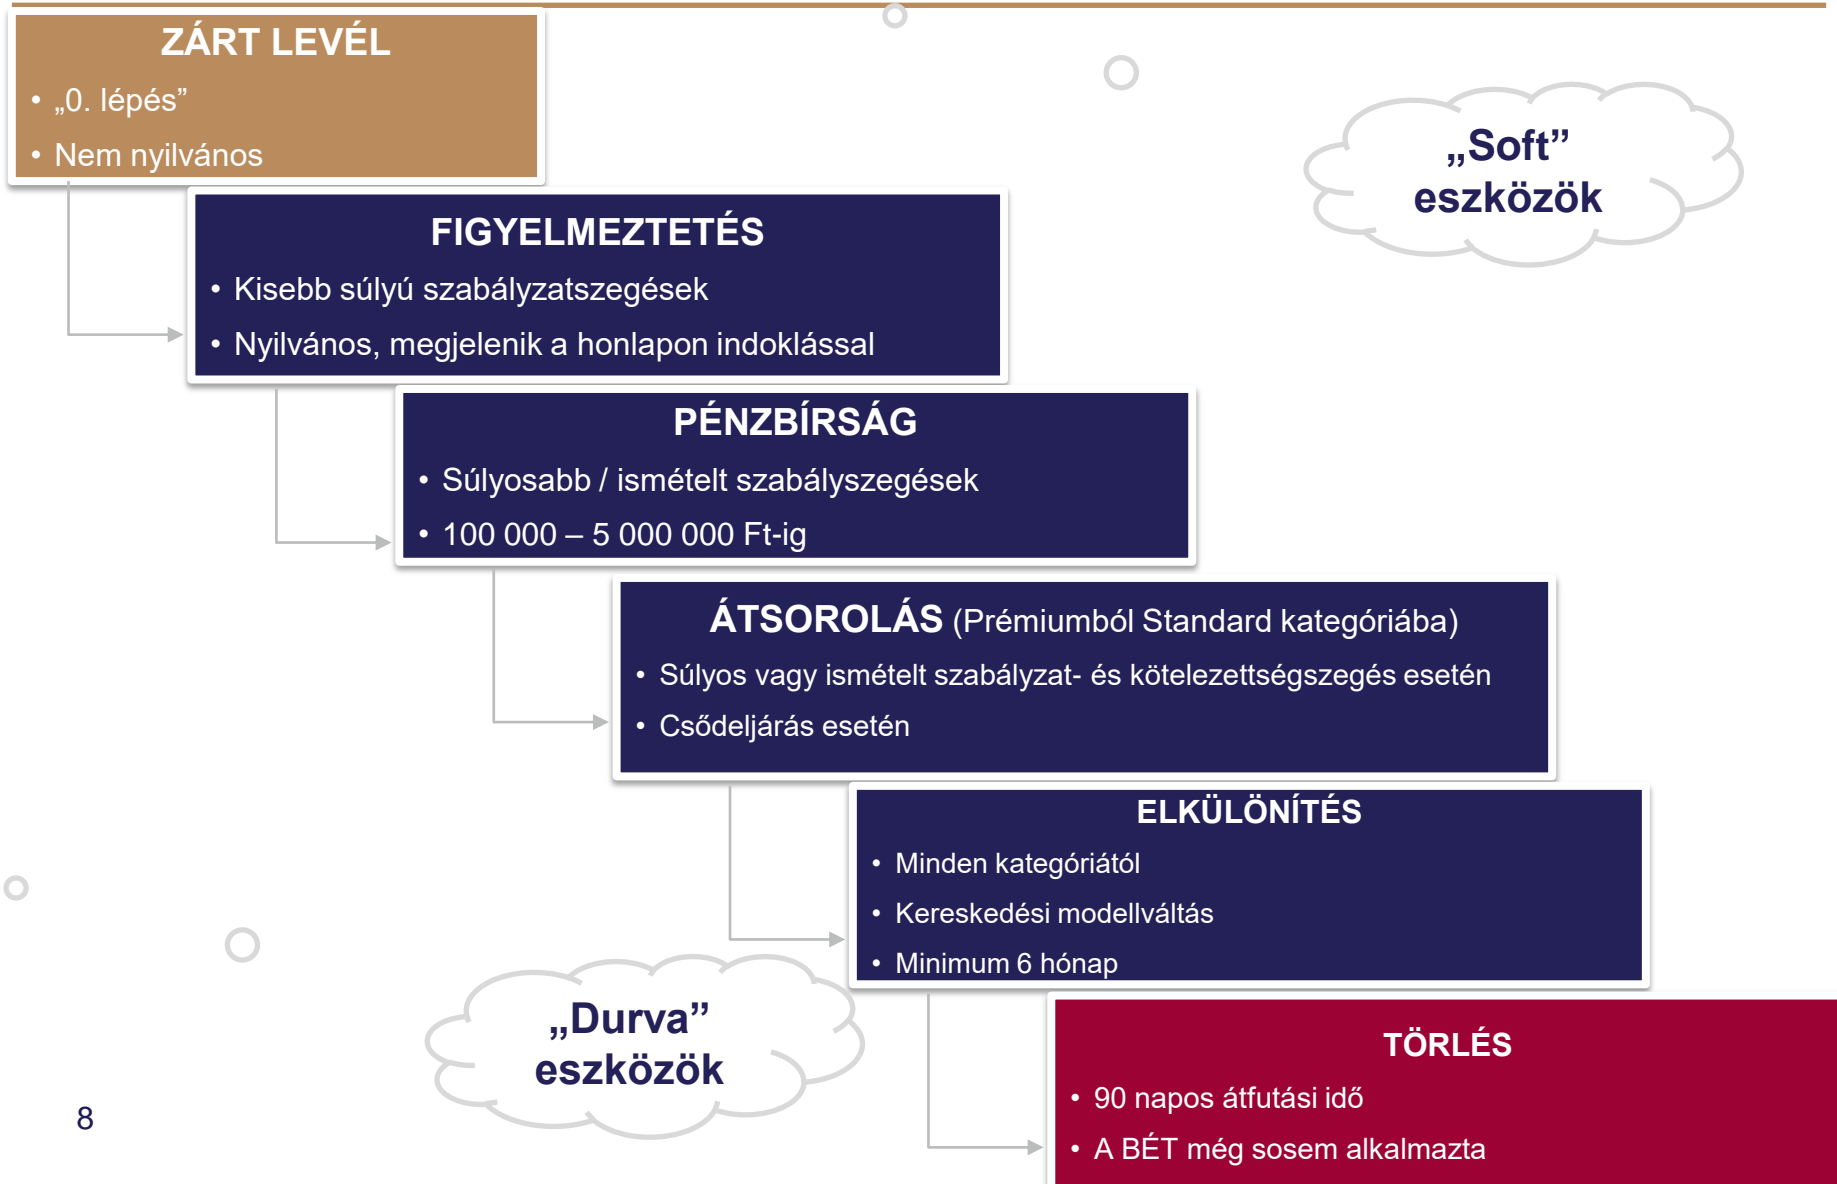 ZÁRT LEVÉL
• „0. lépés”
• Nem nyilvános
„Soft”
eszközök
FIGYELMEZTETÉS
• Kisebb súlyú szabályzatszegések
• Nyilvános, megjelenik a honlapon indoklással
PÉNZBÍRSÁG
• Súlyosabb / ismételt szabályszegések
• 100 000 – 5 000 000 Ft-ig
ÁTSOROLÁS (Prémiumból Standard kategóriába)
• Súlyos vagy ismételt szabályzat- és kötelezettségszegés esetén
• Csődeljárás esetén
ELKÜLÖNÍTÉS
• Minden kategóriától
• Kereskedési modellváltás
• Minimum 6 hónap
„Durva”
eszközök
TÖRLÉS
• 90 napos átfutási idő
• A BÉT még sosem alkalmazta
8